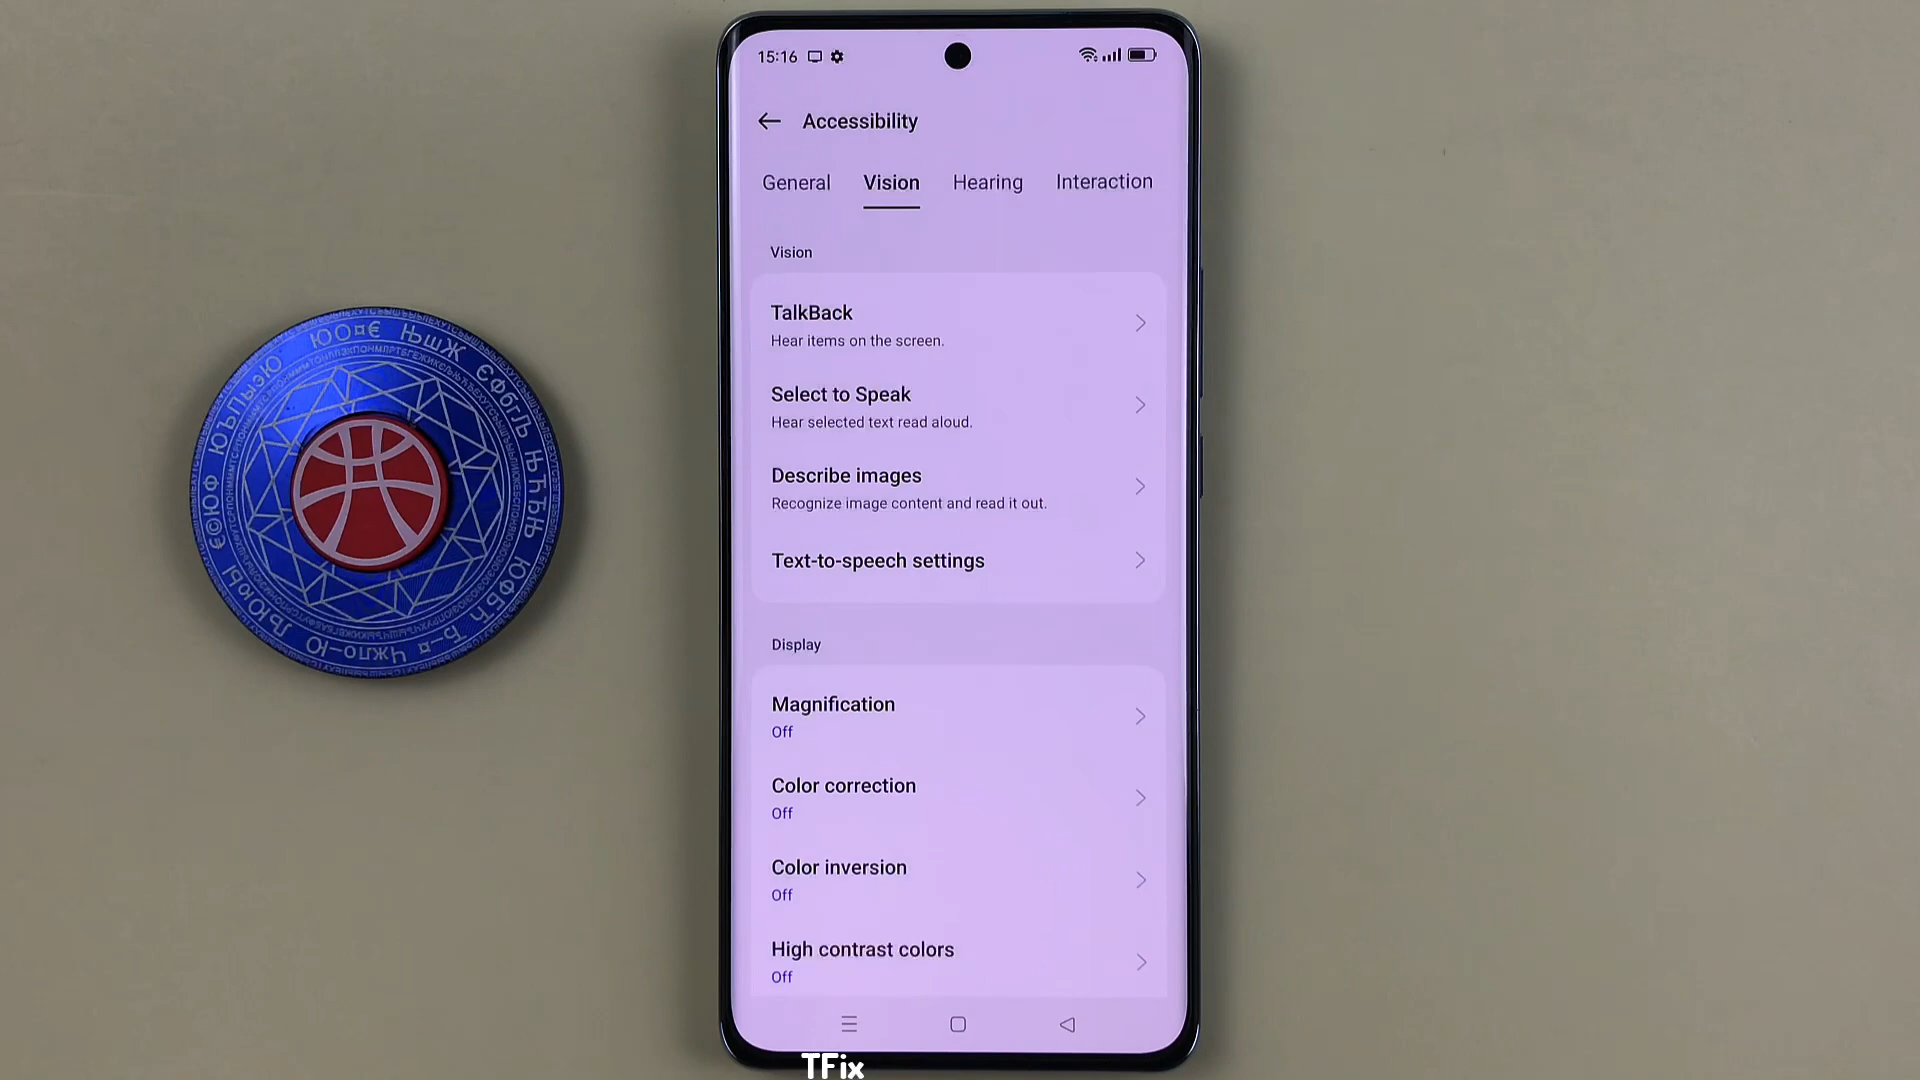 15:16
Accessibility
General Vision Hearing Interaction
Vision
TalkBack
Hear items on the screen.
Select to Speak
Hear selected text read aloud.
Describe images
Recognize image content and read it out.
Text-to-speech settings
Display
Magnification
Off
Color correction
Off
Color inversion
Off
High contrast colors
Off
TFix